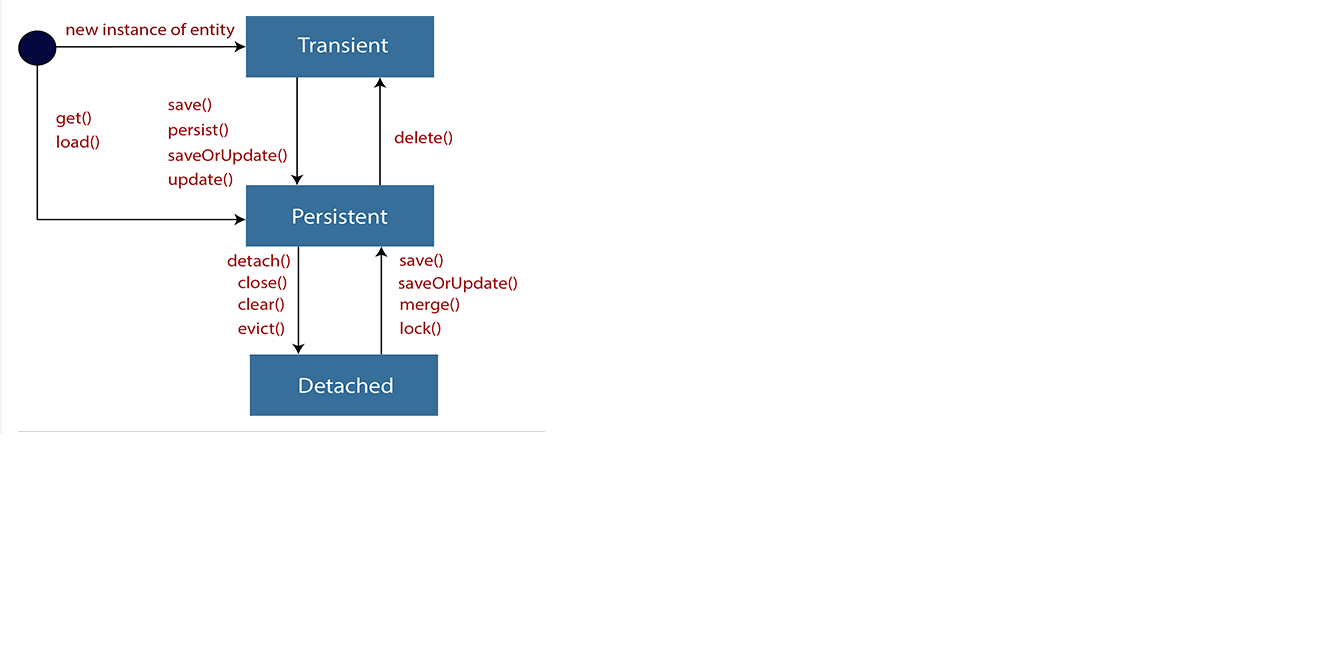 new instance of entity
Transient
get()
load()
save()
persist()
saveOrUpdate()
update()
delete()
Persistent
detach()
close()
clear()
evict()
save()
saveOrUpdate()
merge()
lock()
Detached